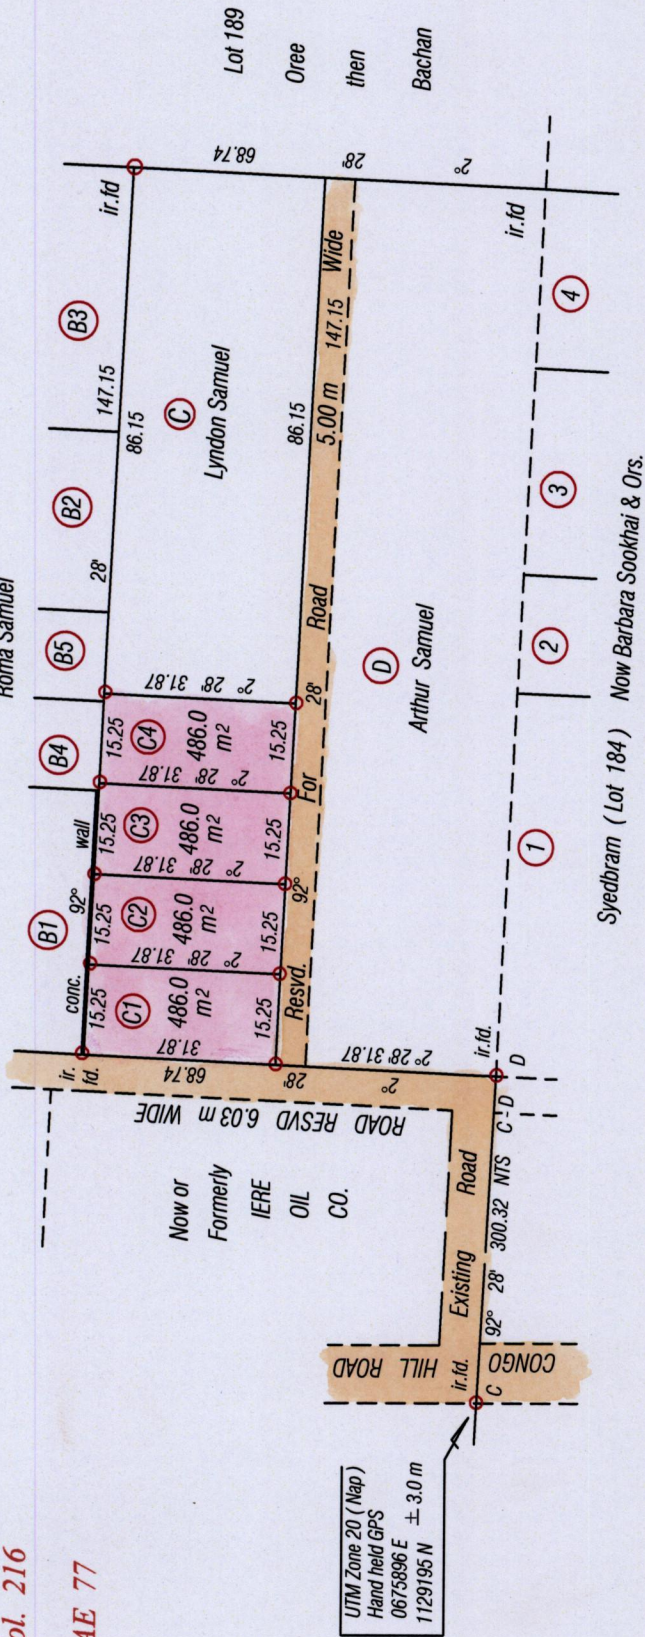 ol. 216
AE 77
Roma Samuel
Lot 189
Oree
then
Bachan
B1
B4
B5
B2
B3
conc.
92°
wall
28'
147.15
ir.fd
ir.
fd.
15.25
15.25
15.25
15.25
86.15
C1
C2
C3
C4
C
Lyndon Samuel
486.0
m²
486.0
m²
486.0
m²
486.0
m²
31.87
2° 28' 31.87
2° 28' 31.87
2° 28' 31.87
2° 28' 31.87
15.25
15.25
15.25
15.25
86.15
2° 28' 68.74
2° 28' 68.74
Resvd. 92° For 28' Road 5.00 m 147.15 Wide
D
Arthur Samuel
2° 28' 31.87
ir.fd.
ir.fd
ROAD RESVD 6.03 m WIDE
Now or
Formerly
IERE
OIL
CO.
Existing Road
92° 28' 300.32 NTS
C - D
D
C
ir.fd.
CONGO HILL ROAD
1
2
3
4
Syedbram ( Lot 184 ) Now Barbara Sookhai & Ors.
UTM Zone 20 ( Nap )
Hand held GPS
0675896 E
1129195 N ± 3.0 m